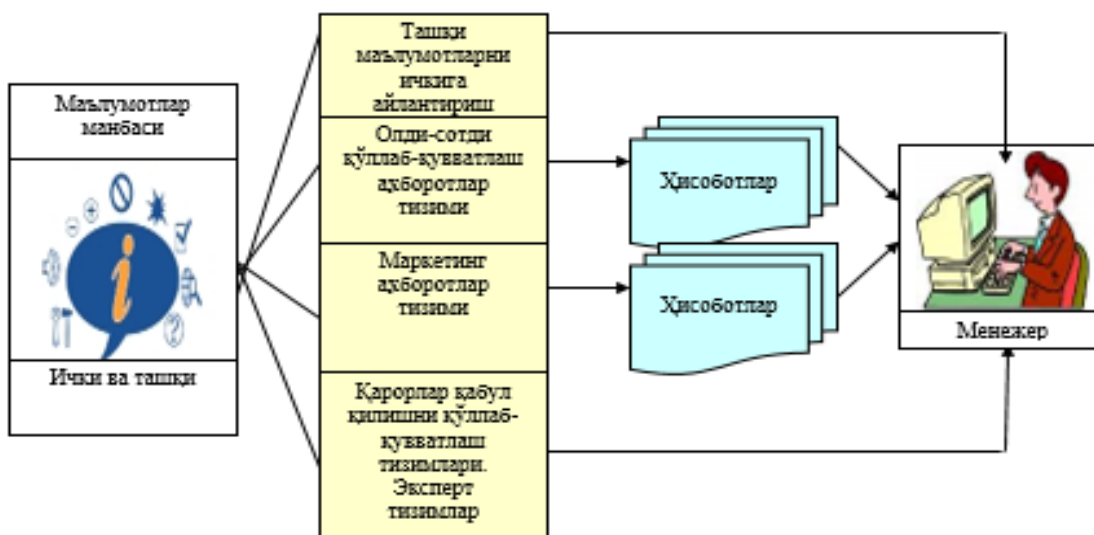 Маълумотлар
манбаси
Ички ва ташқи
Ташқи
маълумотларни
ичкига
айлантириш
Олди-сотди
қўллаб-қувватлаш
ахборотлар
тизими
Маркетинг
ахборотлар
тизими
Қарорлар қабул
қилишни қўллаб-
қувватлаш
тизимлари.
Эксперт
тизимлар
Ҳисоботлар
Ҳисоботлар
Менежер